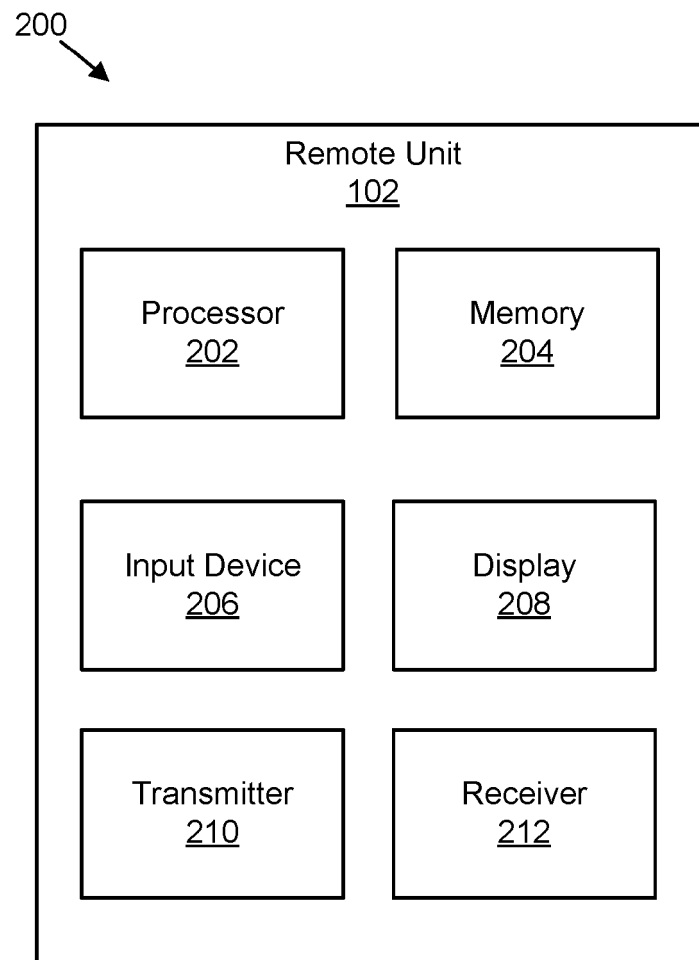 200
Remote Unit
102
Processor
202
Memory
204
Input Device
206
Display
208
Transmitter
210
Receiver
212